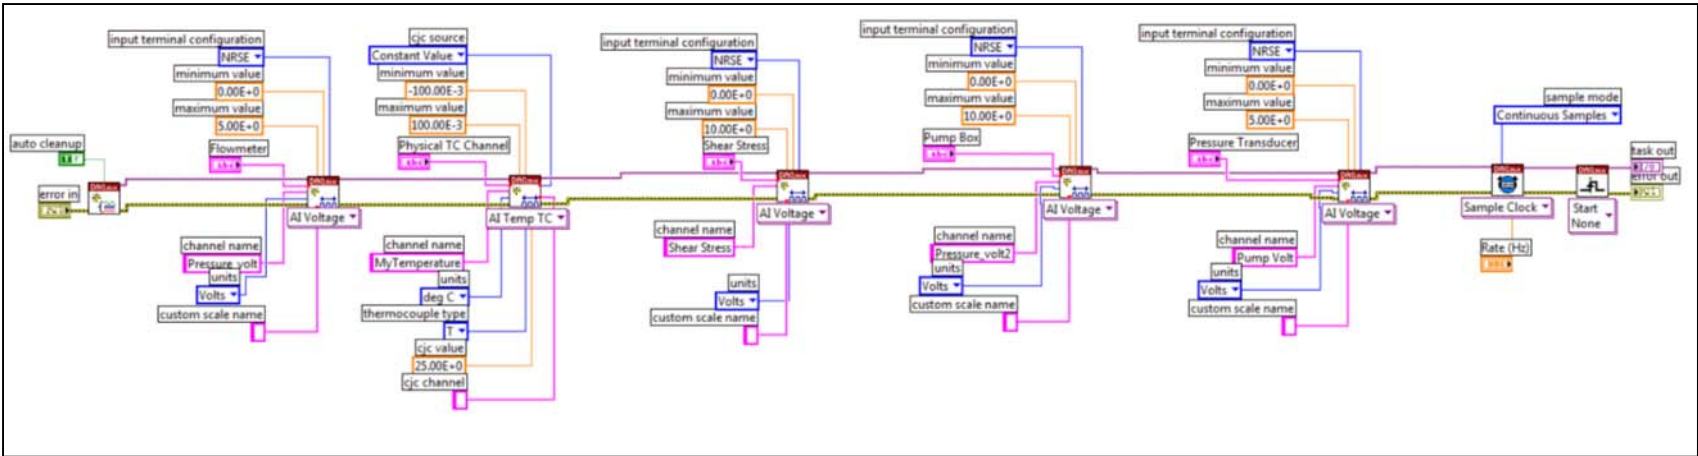 auto cleanup
error in
input terminal configuration
NRSE
minimum value
0.00E+0
maximum value
5.00E+0
Flowmeter
abc
AI Voltage
channel name
Pressure_volt
units
Volts
custom scale name
cjc source
Constant Value
minimum value
-100.00E-3
maximum value
100.00E-3
Physical TC Channel
abc
AI Temp TC
channel name
MyTemperature
units
deg C
thermocouple type
T
cjc value
25.00E+0
cjc channel
input terminal configuration
NRSE
minimum value
0.00E+0
maximum value
10.00E+0
Shear Stress
abc
AI Voltage
channel name
Shear Stress
units
Volts
custom scale name
input terminal configuration
NRSE
minimum value
0.00E+0
maximum value
10.00E+0
Pump Box
abc
AI Voltage
channel name
Pressure_volt2
units
Volts
custom scale name
input terminal configuration
NRSE
minimum value
0.00E+0
maximum value
5.00E+0
Pressure Transducer
abc
AI Voltage
channel name
Pump Volt
units
Volts
custom scale name
sample mode
Continuous Samples
Sample Clock
Rate (Hz)
Start
None
task out
error out